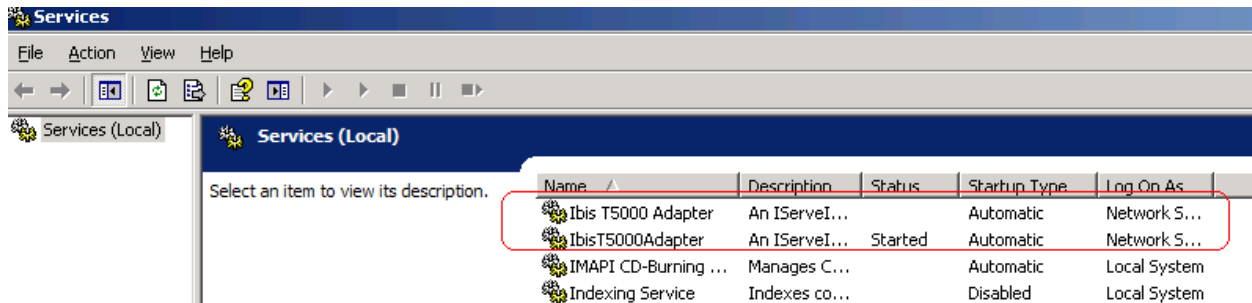 Services
File Action View Help
Services (Local)
Services (Local)
Select an item to view its description.
Name Description Status Startup Type Log On As
Ibis T5000 Adapter An IServeI... Automatic Network S...
IbisT5000Adapter An IServeI... Started Automatic Network S...
IMAPI CD-Burning ... Manages C... Automatic Local System
Indexing Service Indexes co... Disabled Local System